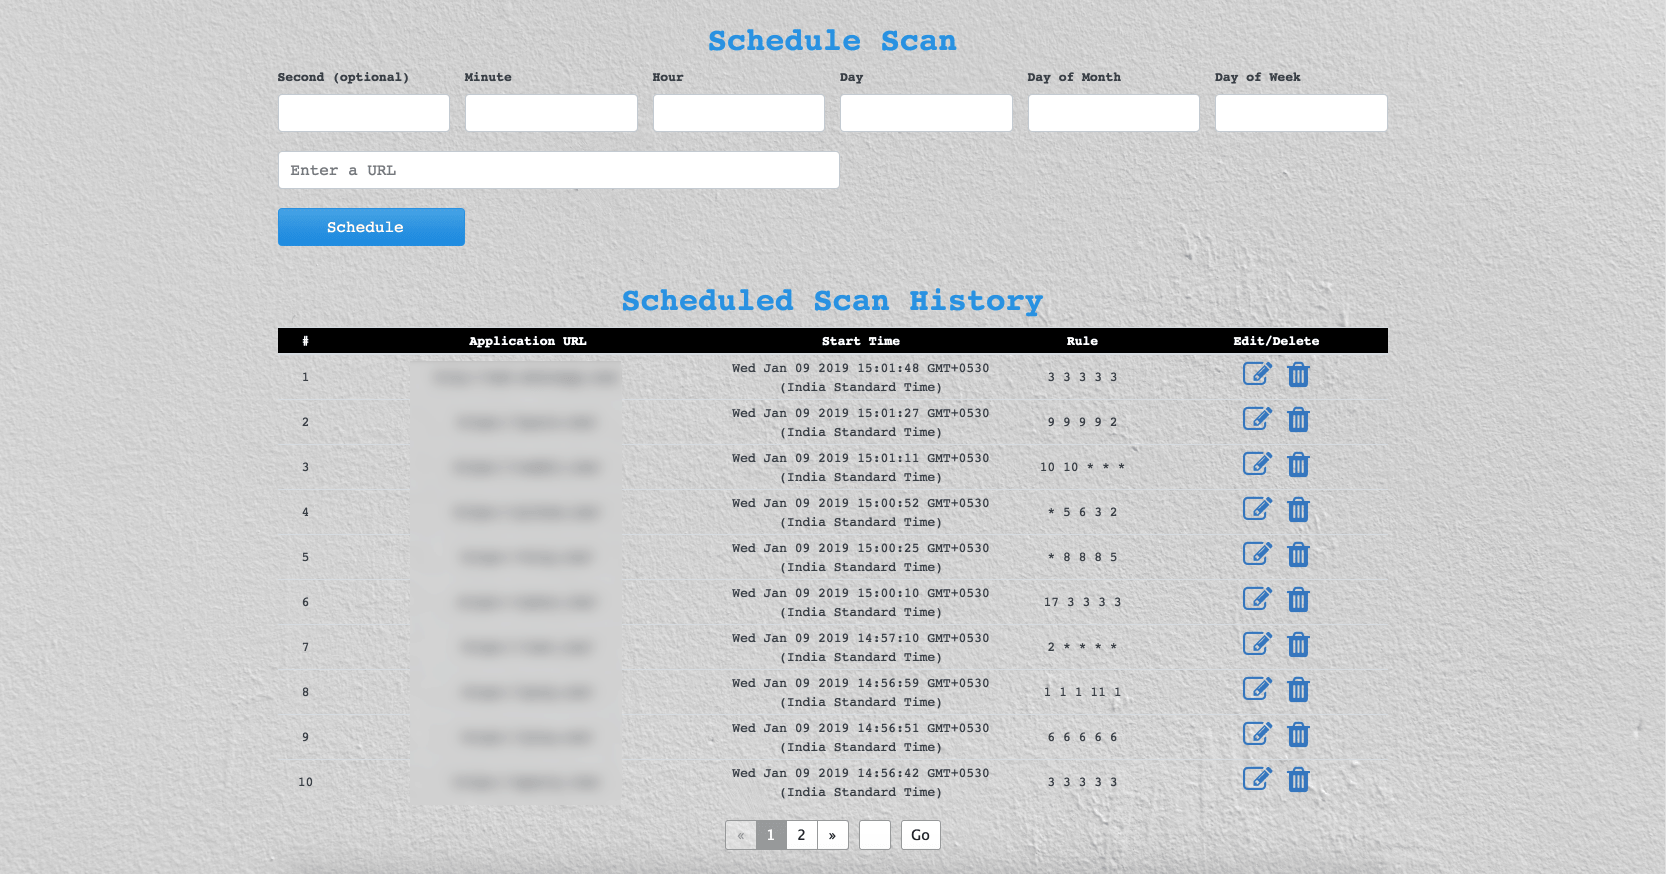 Schedule Scan
Second (optional) Minute Hour Day Day of Month Day of Week
Enter a URL
Schedule
Scheduled Scan History
# Application URL Start Time Rule Edit/Delete
1 Wed Jan 09 2019 15:01:48 GMT+0530 (India Standard Time) 3 3 3 3 3
2 Wed Jan 09 2019 15:01:27 GMT+0530 (India Standard Time) 9 9 9 9 2
3 Wed Jan 09 2019 15:01:11 GMT+0530 (India Standard Time) 10 10 * * *
4 Wed Jan 09 2019 15:00:52 GMT+0530 (India Standard Time) * 5 6 3 2
5 Wed Jan 09 2019 15:00:25 GMT+0530 (India Standard Time) * 8 8 8 5
6 Wed Jan 09 2019 15:00:10 GMT+0530 (India Standard Time) 17 3 3 3 3
7 Wed Jan 09 2019 14:57:10 GMT+0530 (India Standard Time) 2 * * * *
8 Wed Jan 09 2019 14:56:59 GMT+0530 (India Standard Time) 1 1 1 11 1
9 Wed Jan 09 2019 14:56:51 GMT+0530 (India Standard Time) 6 6 6 6 6
10 Wed Jan 09 2019 14:56:42 GMT+0530 (India Standard Time) 3 3 3 3 3
« 1 2 » Go